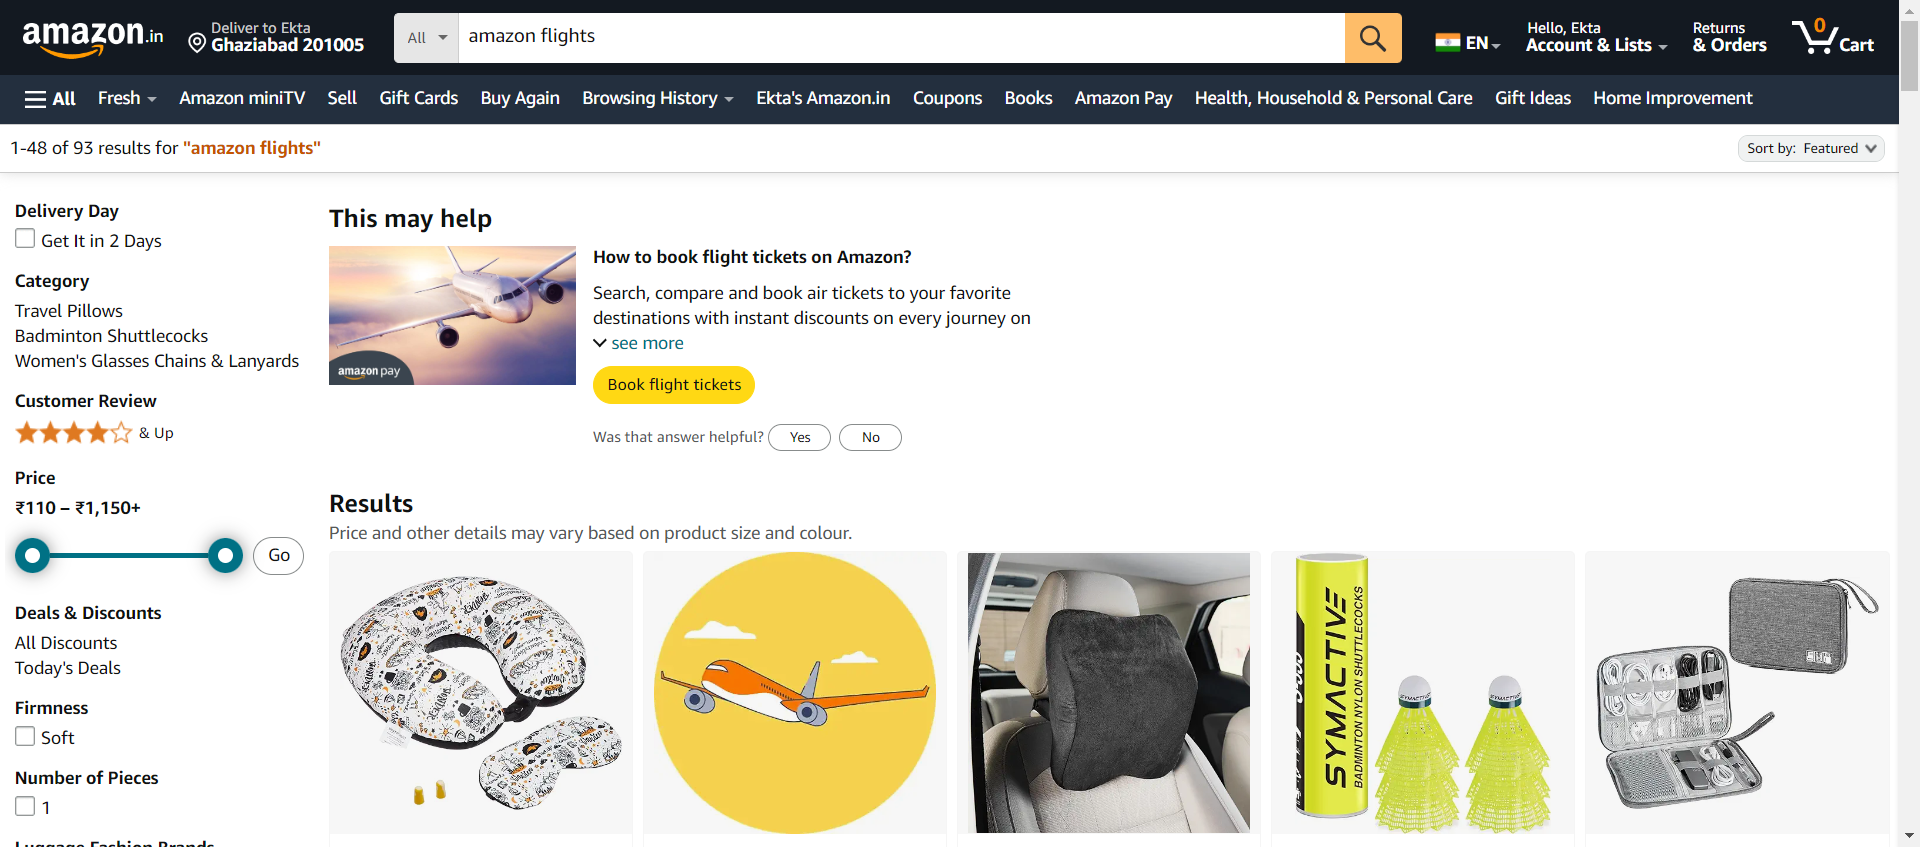 amazon.in
Deliver to Ekta
Ghaziabad 201005
All
amazon flights
EN
Hello, Ekta
Account & Lists
Returns
& Orders
0
Cart
All
Fresh
Amazon miniTV
Sell
Gift Cards
Buy Again
Browsing History
Ekta's Amazon.in
Coupons
Books
Amazon Pay
Health, Household & Personal Care
Gift Ideas
Home Improvement
1-48 of 93 results for "amazon flights"
Sort by: Featured
Delivery Day
Get It in 2 Days
Category
Travel Pillows
Badminton Shuttlecocks
Women's Glasses Chains & Lanyards
Customer Review
& Up
Price
₹110 – ₹1,150+
Go
Deals & Discounts
All Discounts
Today's Deals
Firmness
Soft
Number of Pieces
1
Luggage Fashion Brands
This may help
amazon pay
How to book flight tickets on Amazon?
Search, compare and book air tickets to your favorite
destinations with instant discounts on every journey on
see more
Book flight tickets
Was that answer helpful?
Yes
No
Results
Price and other details may vary based on product size and colour.
SYMACTIVE
BADMINTON NYLON SHUTTLECOCKS
SYMACTIVE
SYMACTIVE